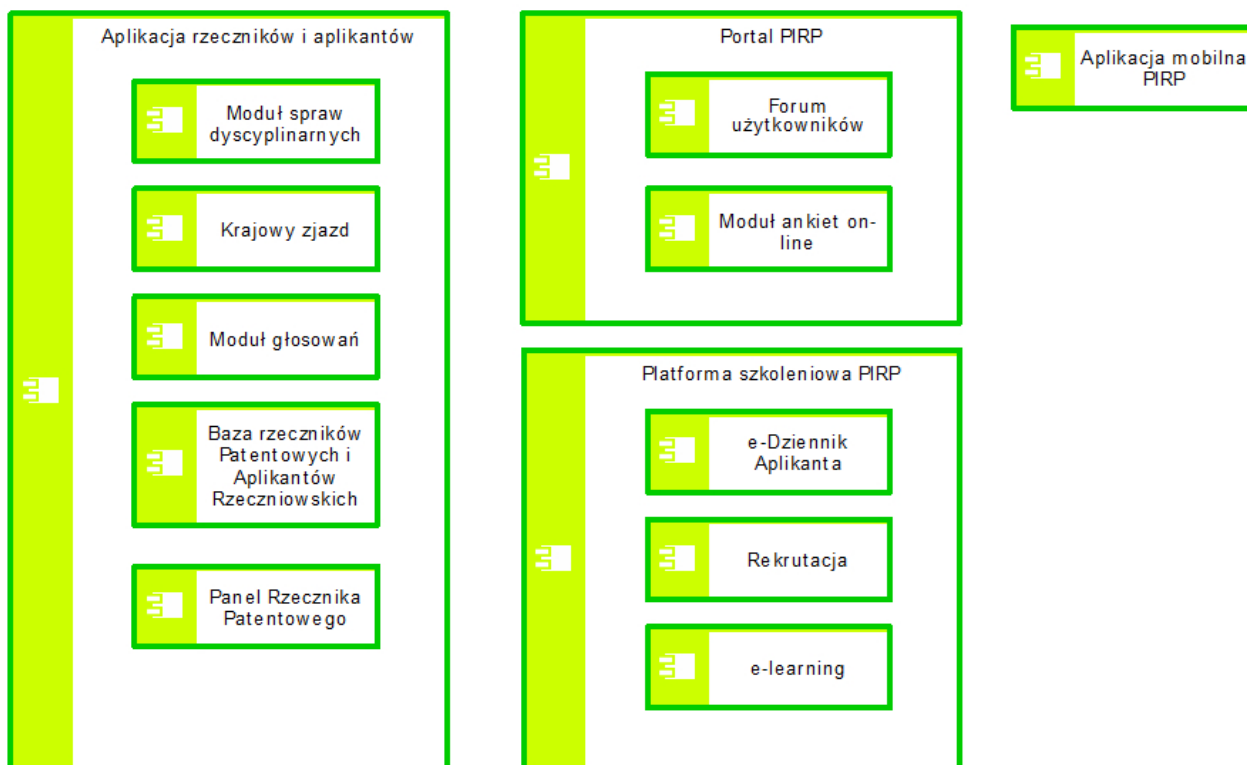 Aplikacja rzeczników i aplikantów
Moduł spraw
dyscyplinarnych
Krajowy zjazd
Moduł głosowań
Baza rzeczników
Patentowych i
Aplikantów
Rzeczniowskich
Panel Rzecznika
Patentowego
Portal PIRP
Forum
użytkowników
Moduł ankiet on-
line
Platforma szkoleniowa PIRP
e-Dziennik
Aplikanta
Rekrutacja
e-learning
Aplikacja mobilna
PIRP